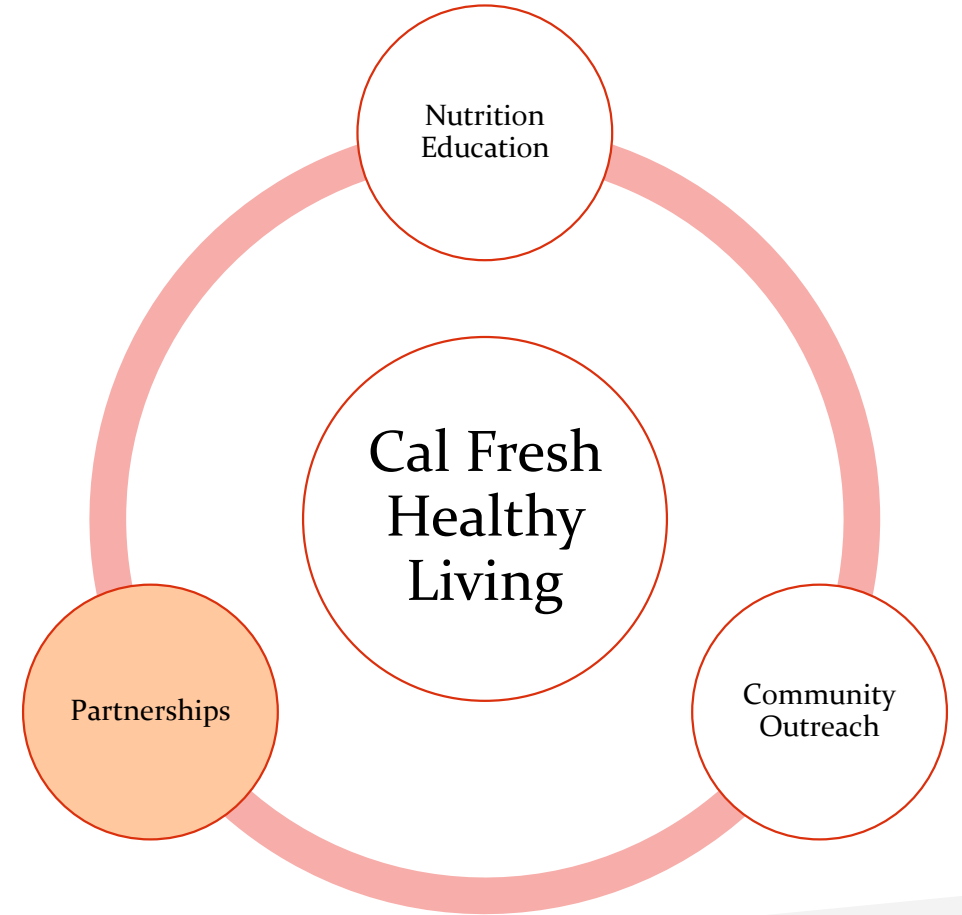 Nutrition
Education
Cal Fresh
Healthy
Living
Partnerships
Community
Outreach